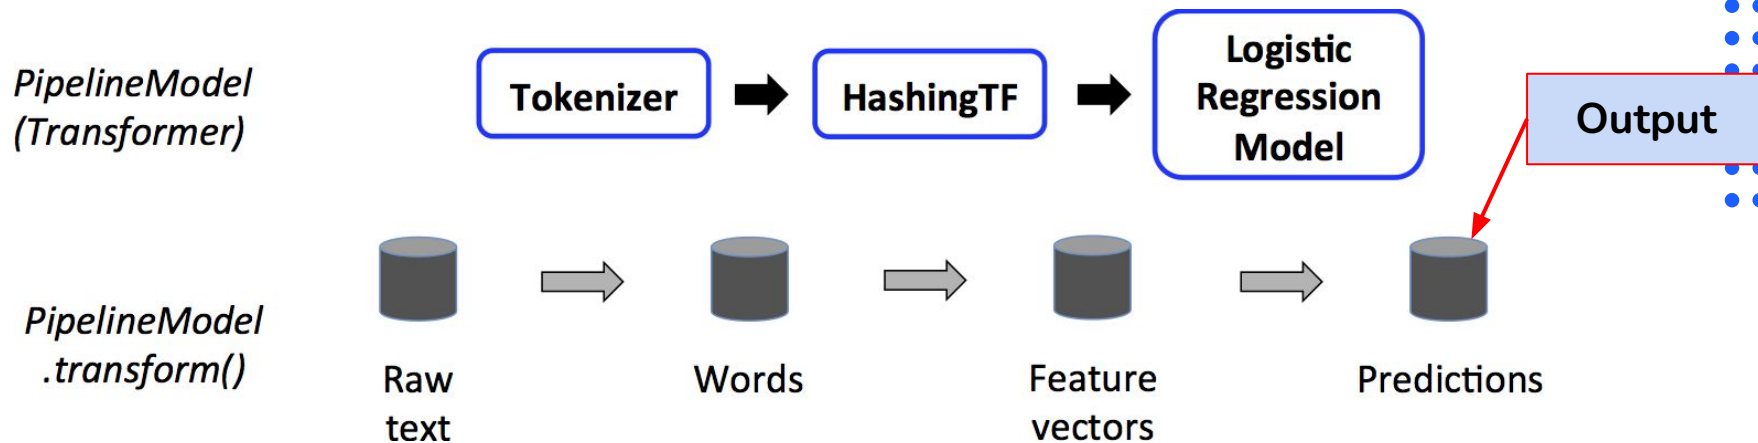 PipelineModel
(Transformer)
Tokenizer
HashingTF
Logistic
Regression
Model
Output
PipelineModel
.transform()
Raw
text
Words
Feature
vectors
Predictions